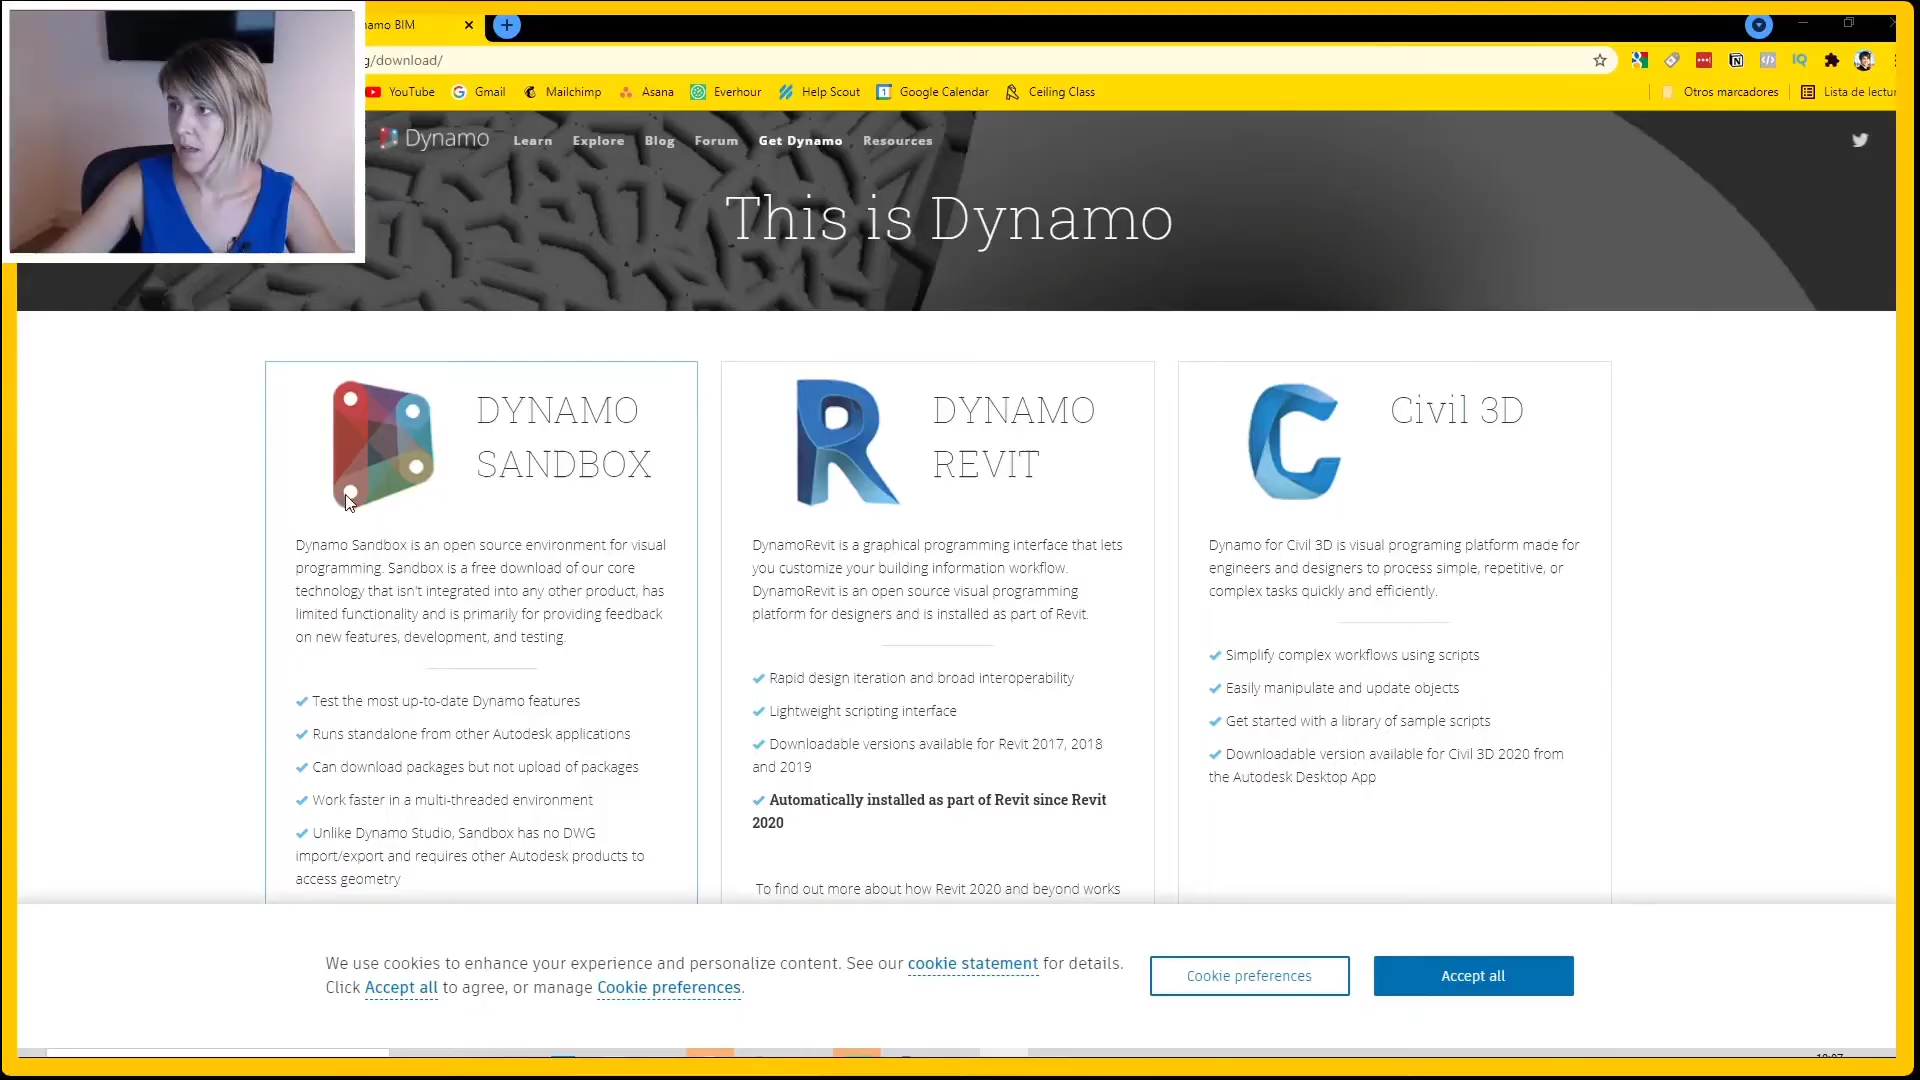 namo BIM
g/download/
YouTube Gmail Mailchimp Asana Everhour Help Scout Google Calendar Ceiling Class Otros marcadores Lista de lectur
Dynamo Learn Explore Blog Forum Get Dynamo Resources
This is Dynamo
DYNAMO
SANDBOX
Dynamo Sandbox is an open source environment for visual
programming. Sandbox is a free download of our core
technology that isn't integrated into any other product, has
limited functionality and is primarily for providing feedback
on new features, development, and testing.
Test the most up-to-date Dynamo features
Runs standalone from other Autodesk applications
Can download packages but not upload of packages
Work faster in a multi-threaded environment
Unlike Dynamo Studio, Sandbox has no DWG
import/export and requires other Autodesk products to
access geometry
DYNAMO
REVIT
DynamoRevit is a graphical programming interface that lets
you customize your building information workflow.
DynamoRevit is an open source visual programming
platform for designers and is installed as part of Revit.
Rapid design iteration and broad interoperability
Lightweight scripting interface
Downloadable versions available for Revit 2017, 2018
and 2019
Automatically installed as part of Revit since Revit
2020
To find out more about how Revit 2020 and beyond works
Civil 3D
Dynamo for Civil 3D is visual programing platform made for
engineers and designers to process simple, repetitive, or
complex tasks quickly and efficiently.
Simplify complex workflows using scripts
Easily manipulate and update objects
Get started with a library of sample scripts
Downloadable version available for Civil 3D 2020 from
the Autodesk Desktop App
We use cookies to enhance your experience and personalize content. See our cookie statement for details.
Click Accept all to agree, or manage Cookie preferences.
Cookie preferences
Accept all